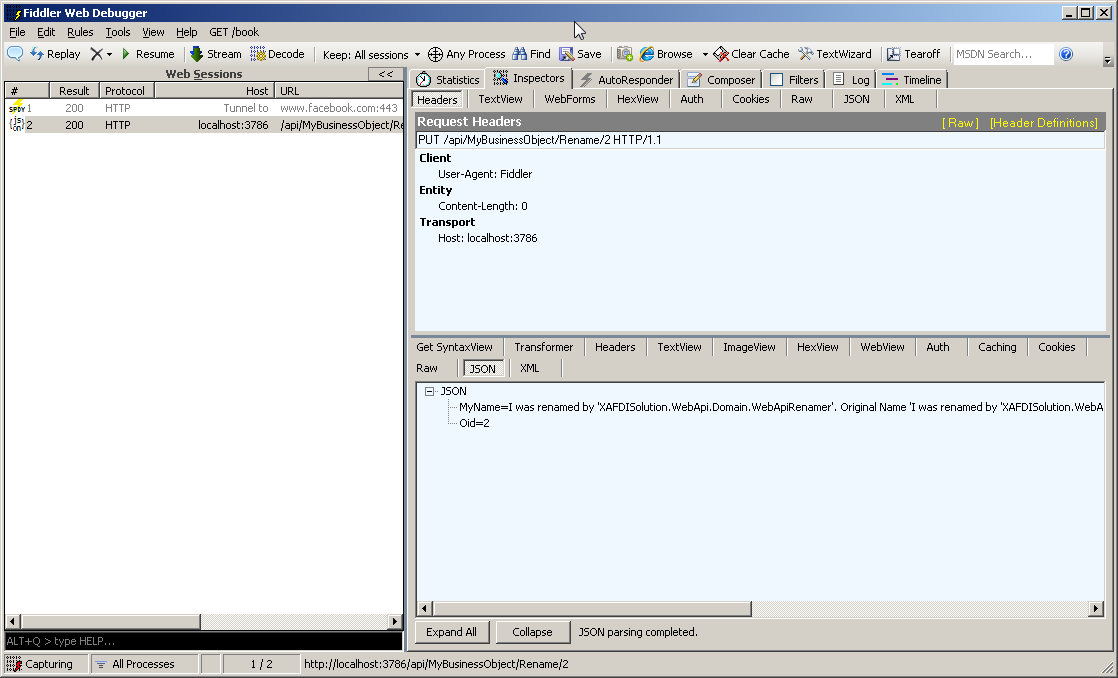 Fiddler Web Debugger
File Edit Rules Tools View Help GET /book
Replay Resume Stream Decode Keep: All sessions Any Process Find Save Browse Clear Cache TextWizard Tearoff MSDN Search...
Web Sessions <<
# Result Protocol Host URL
SPDY 1 200 HTTP Tunnel to www.facebook.com:443
{js on} 2 200 HTTP localhost:3786 /api/MyBusinessObject/Re
Statistics Inspectors AutoResponder Composer Filters Log Timeline
Headers TextView WebForms HexView Auth Cookies Raw JSON XML
Request Headers [ Raw ] [Header Definitions]
PUT /api/MyBusinessObject/Rename/2 HTTP/1.1
Client
User-Agent: Fiddler
Entity
Content-Length: 0
Transport
Host: localhost:3786
Get SyntaxView Transformer Headers TextView ImageView HexView WebView Auth Caching Cookies
Raw JSON XML
JSON
MyName=I was renamed by 'XAFDISolution.WebApi.Domain.WebApiRenamer'. Original Name 'I was renamed by 'XAFDISolution.WebA
Oid=2
Expand All Collapse JSON parsing completed.
ALT+Q > type HELP...
Capturing All Processes 1 / 2 http://localhost:3786/api/MyBusinessObject/Rename/2